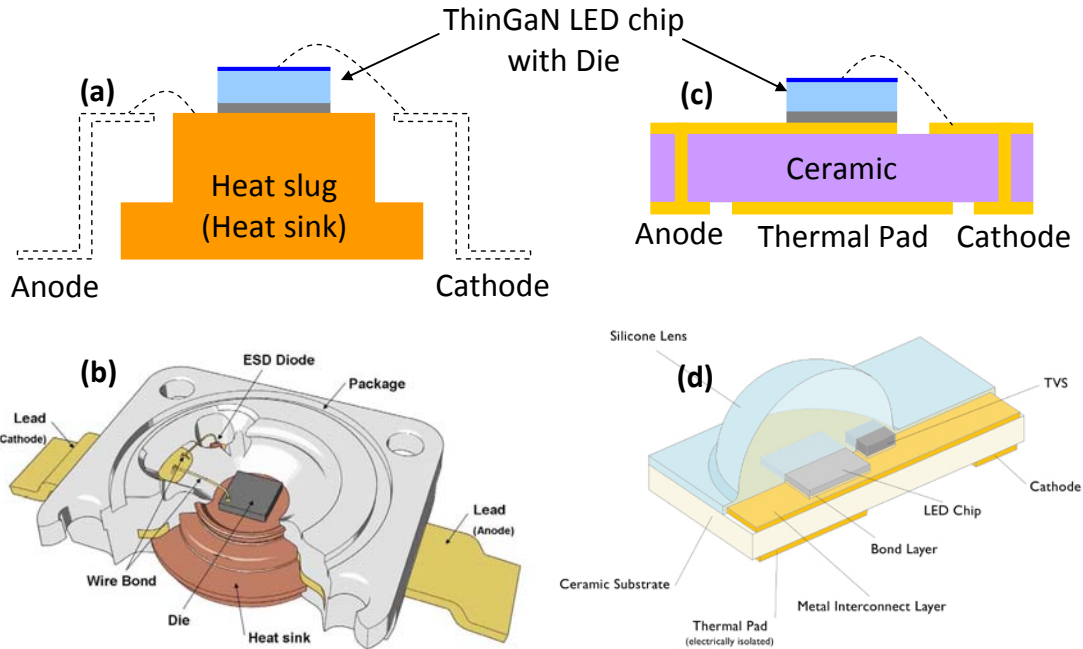 ThinGaN LED chip
with Die
(a)
Heat slug
(Heat sink)
Anode
Cathode
(c)
Ceramic
Anode
Thermal Pad
Cathode
(b)
ESD Diode
Package
Lead
(Cathode)
Lead
(Anode)
Wire Bond
Die
Heat sink
(d)
Silicone Lens
TVS
Cathode
LED Chip
Bond Layer
Ceramic Substrate
Metal Interconnect Layer
Thermal Pad
(electrically isolated)